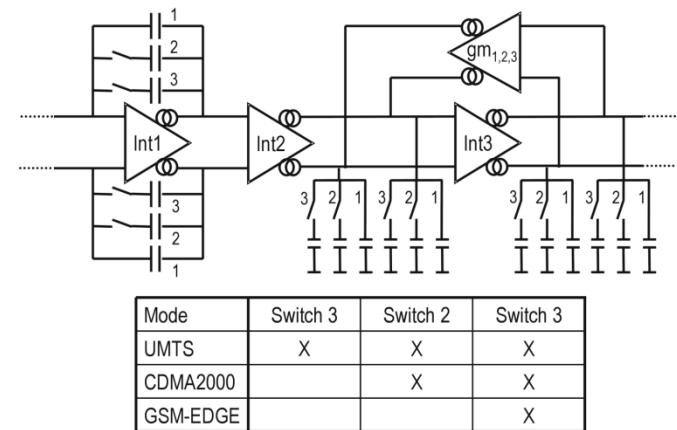 1
2
3
gm1,2,3
Int1
Int2
Int3
3
2
1
3 2 1
3 2 1
3 2 1
3 2 1
Mode Switch 3 Switch 2 Switch 3
UMTS X X X
CDMA2000 X X
GSM-EDGE X